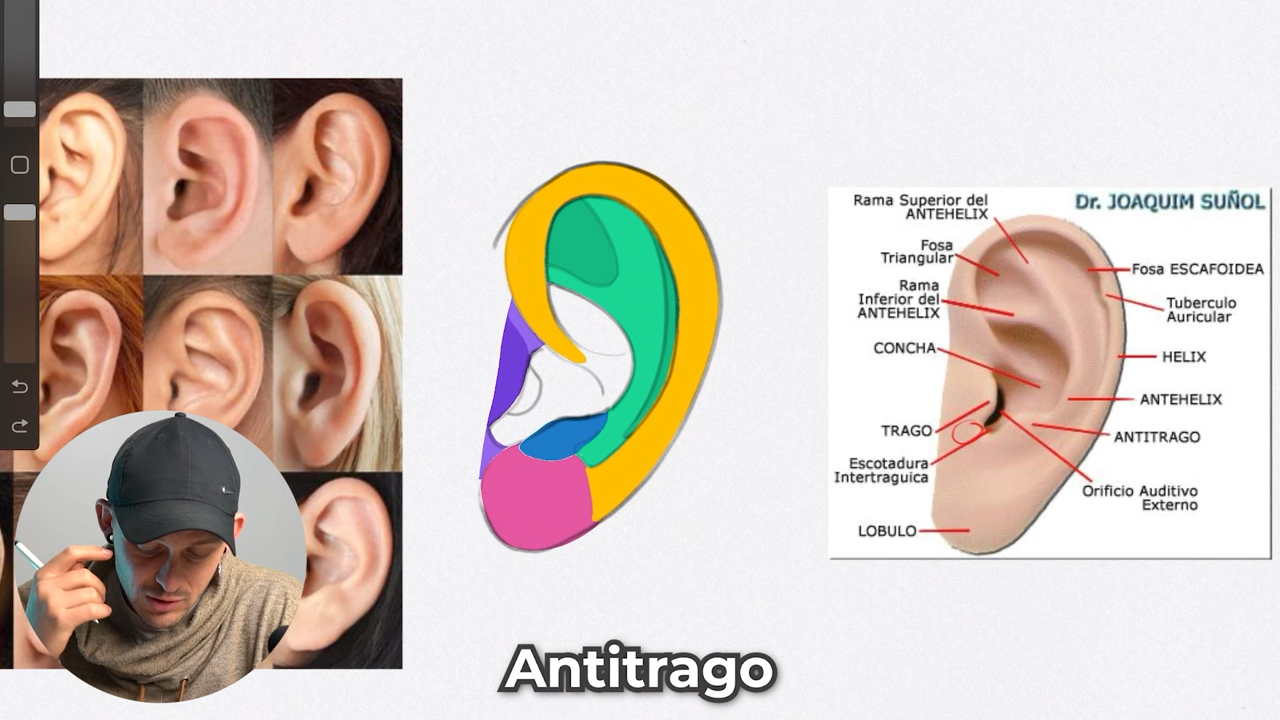 Dr. JOAQUIM SUÑOL
Rama Superior del
ANTEHELIX
Fosa
Triangular
Rama
Inferior del
ANTEHELIX
CONCHA
TRAGO
Escotadura
Intertraguica
LOBULO
Fosa ESCAFOIDEA
Tuberculo
Auricular
HELIX
ANTEHELIX
ANTITRAGO
Orificio Auditivo
Externo
Antitrago